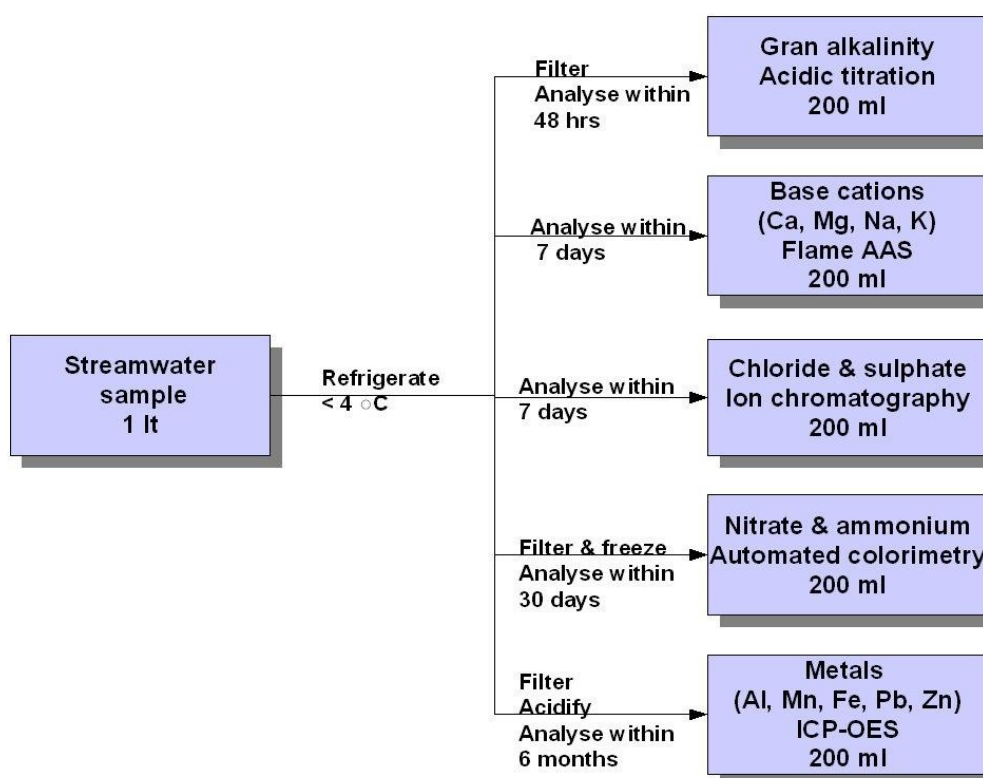 Streamwater
sample
1 lt
Refrigerate
< 4 ○C
Filter
Analyse within
48 hrs
Gran alkalinity
Acidic titration
200 ml
Analyse within
7 days
Base cations
(Ca, Mg, Na, K)
Flame AAS
200 ml
Analyse within
7 days
Chloride & sulphate
Ion chromatography
200 ml
Filter & freeze
Analyse within
30 days
Nitrate & ammonium
Automated colorimetry
200 ml
Filter
Acidify
Analyse within
6 months
Metals
(Al, Mn, Fe, Pb, Zn)
ICP-OES
200 ml